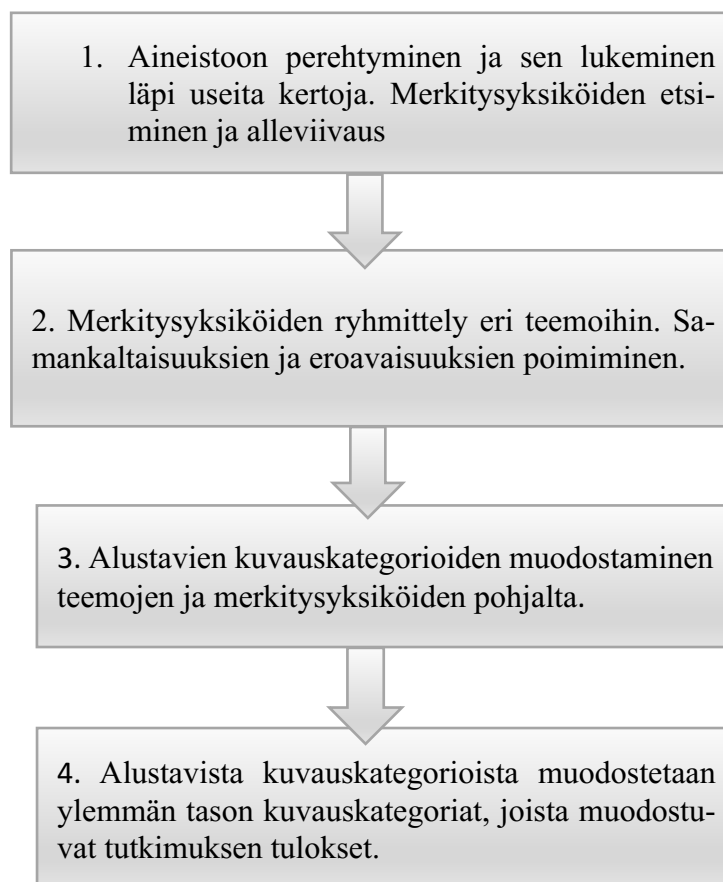 1. Aineistoon perehtyminen ja sen lukeminen
läpi useita kertoja. Merkitysyksiköiden etsi-
minen ja alleviivaus
2. Merkitysyksiköiden ryhmittely eri teemoihin. Sa-
mankaltaisuuksien ja eroavaisuuksien poimiminen.
3. Alustavien kuvauskategorioiden muodostaminen
teemojen ja merkitysyksiköiden pohjalta.
4. Alustavista kuvauskategorioista muodostetaan
ylemmän tason kuvauskategoriat, joista muodostu-
vat tutkimuksen tulokset.